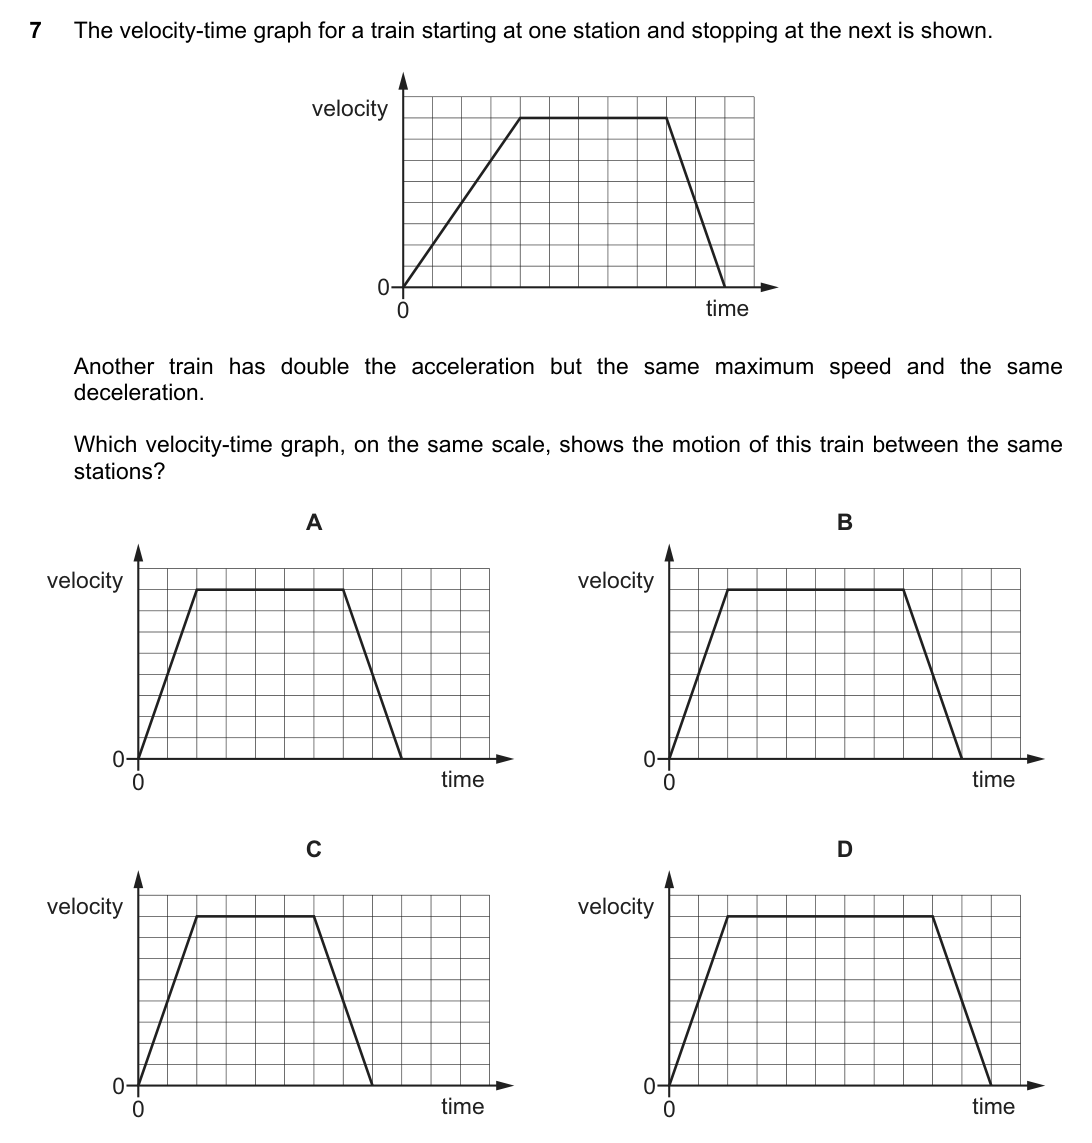 7 The velocity-time graph for a train starting at one station and stopping at the next is shown.
velocity
0
0
time
Another train has double the acceleration but the same maximum speed and the same
deceleration.
Which velocity-time graph, on the same scale, shows the motion of this train between the same
stations?
A
velocity
0
0
time
B
velocity
0
0
time
C
velocity
0
0
time
D
velocity
0
0
time